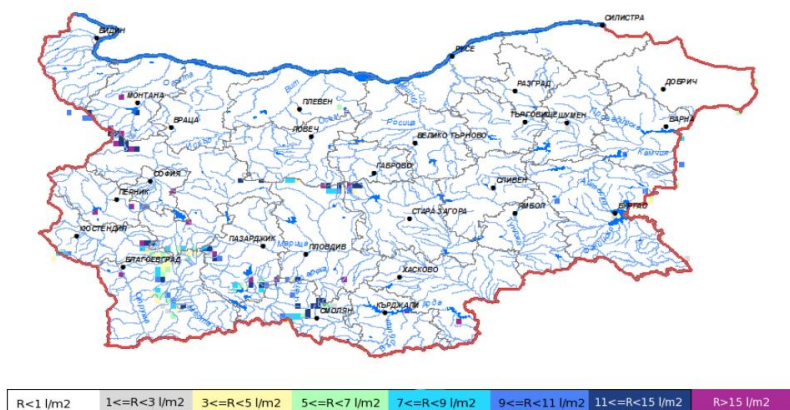 СИЛИСТРА
ВИДИН
РУСЕ
ДОБРИЧ
РАЗГРАД
МОНТАНА
ПЛЕВЕН
ВРАЦА
ТЪРГОВИЩЕ
ШУМЕН
ВАРНА
ЛОВЕЧ
Росица
ВЕЛИКО ТЪРНОВО
ГАБРОВО
СОФИЯ
СЛИВЕН
ПЕРНИК
ЯМБОЛ
БУРГАС
СТАРА ЗАГОРА
КЮСТЕНДИЛ
ПАЗАРДЖИК
Марица
ПЛОВДИВ
БЛАГОЕВГРАД
ХАСКОВО
СМОЛЯН
КЪРДЖАЛИ
R<1 l/m2 1<=R<3 l/m2 3<=R<5 l/m2 5<=R<7 l/m2 7<=R<9 l/m2 9<=R<11 l/m2 11<=R<15 l/m2 R>15 l/m2